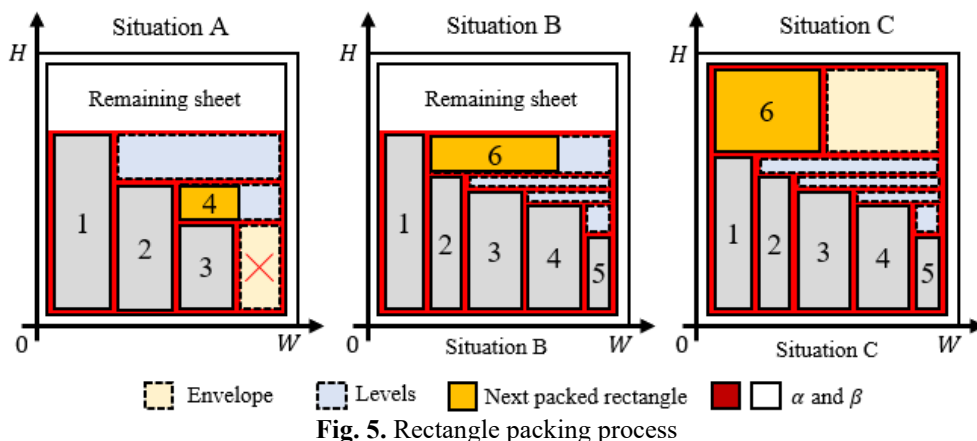 Situation A
H
Remaining sheet
1
2
3
4
0
W
Situation B
H
Remaining sheet
1
2
3
4
5
6
0
W
Situation B
Situation C
H
6
1
2
3
4
5
0
W
Situation C
Envelope
Levels
Next packed rectangle
α and β
Fig. 5. Rectangle packing process